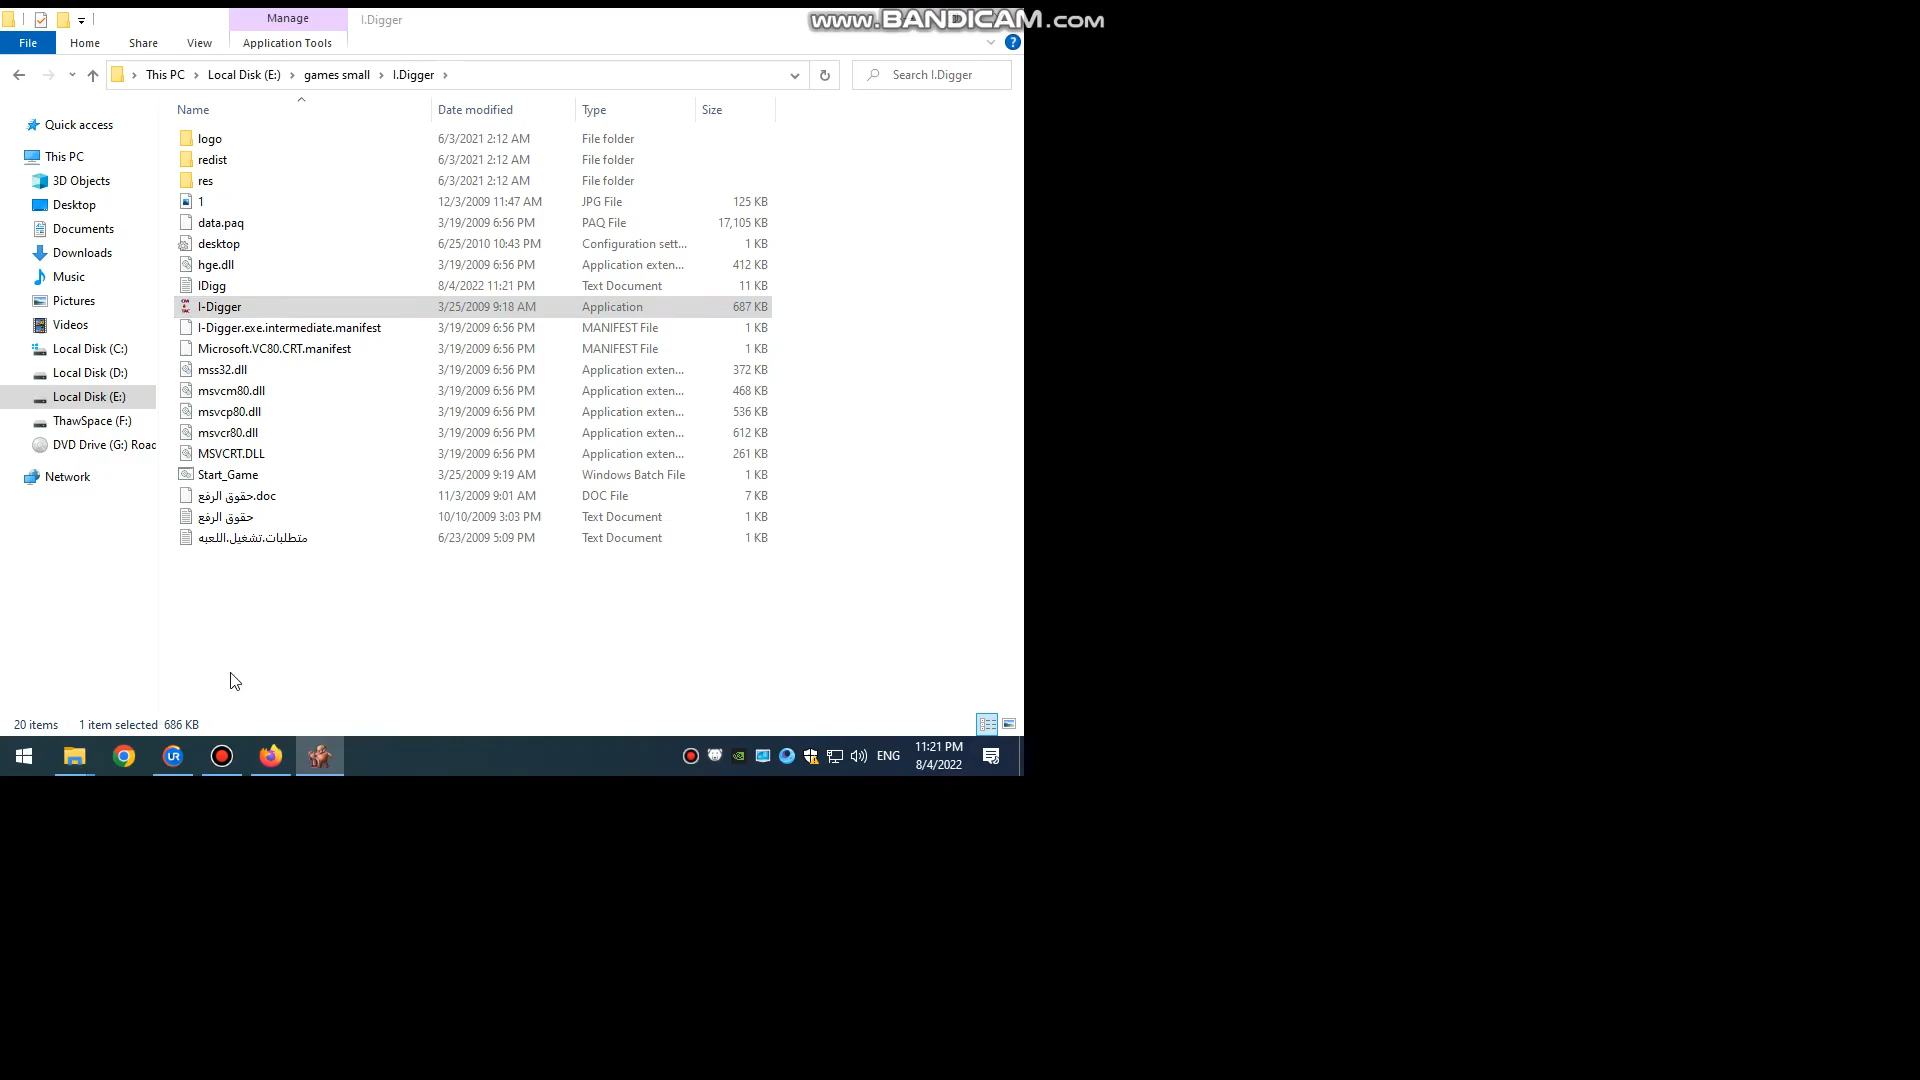 Manage
I.Digger
www.BANDICAM.com
File
Home
Share
View
Application Tools
This PC
Local Disk (E:)
games small
I.Digger
Search I.Digger
Name
Date modified
Type
Size
logo 6/3/2021 2:12 AM File folder
redist 6/3/2021 2:12 AM File folder
res 6/3/2021 2:12 AM File folder
1 12/3/2009 11:47 AM JPG File 125 KB
data.paq 3/19/2009 6:56 PM PAQ File 17,105 KB
desktop 6/25/2010 10:43 PM Configuration sett... 1 KB
hge.dll 3/19/2009 6:56 PM Application exten... 412 KB
IDigg 8/4/2022 11:21 PM Text Document 11 KB
I-Digger 3/25/2009 9:18 AM Application 687 KB
I-Digger.exe.intermediate.manifest 3/19/2009 6:56 PM MANIFEST File 1 KB
Microsoft.VC80.CRT.manifest 3/19/2009 6:56 PM MANIFEST File 1 KB
mss32.dll 3/19/2009 6:56 PM Application exten... 372 KB
msvcm80.dll 3/19/2009 6:56 PM Application exten... 468 KB
msvcp80.dll 3/19/2009 6:56 PM Application exten... 536 KB
msvcr80.dll 3/19/2009 6:56 PM Application exten... 612 KB
MSVCRT.DLL 3/19/2009 6:56 PM Application exten... 261 KB
Start_Game 3/25/2009 9:19 AM Windows Batch File 1 KB
حقوق الرفع.doc 11/3/2009 9:01 AM DOC File 7 KB
حقوق الرفع 10/10/2009 3:03 PM Text Document 1 KB
متطلبات.تشغيل.اللعبه 6/23/2009 5:09 PM Text Document 1 KB
Quick access
This PC
3D Objects
Desktop
Documents
Downloads
Music
Pictures
Videos
Local Disk (C:)
Local Disk (D:)
Local Disk (E:)
ThawSpace (F:)
DVD Drive (G:) Roac
Network
20 items
1 item selected 686 KB
UR
ENG
11:21 PM
8/4/2022